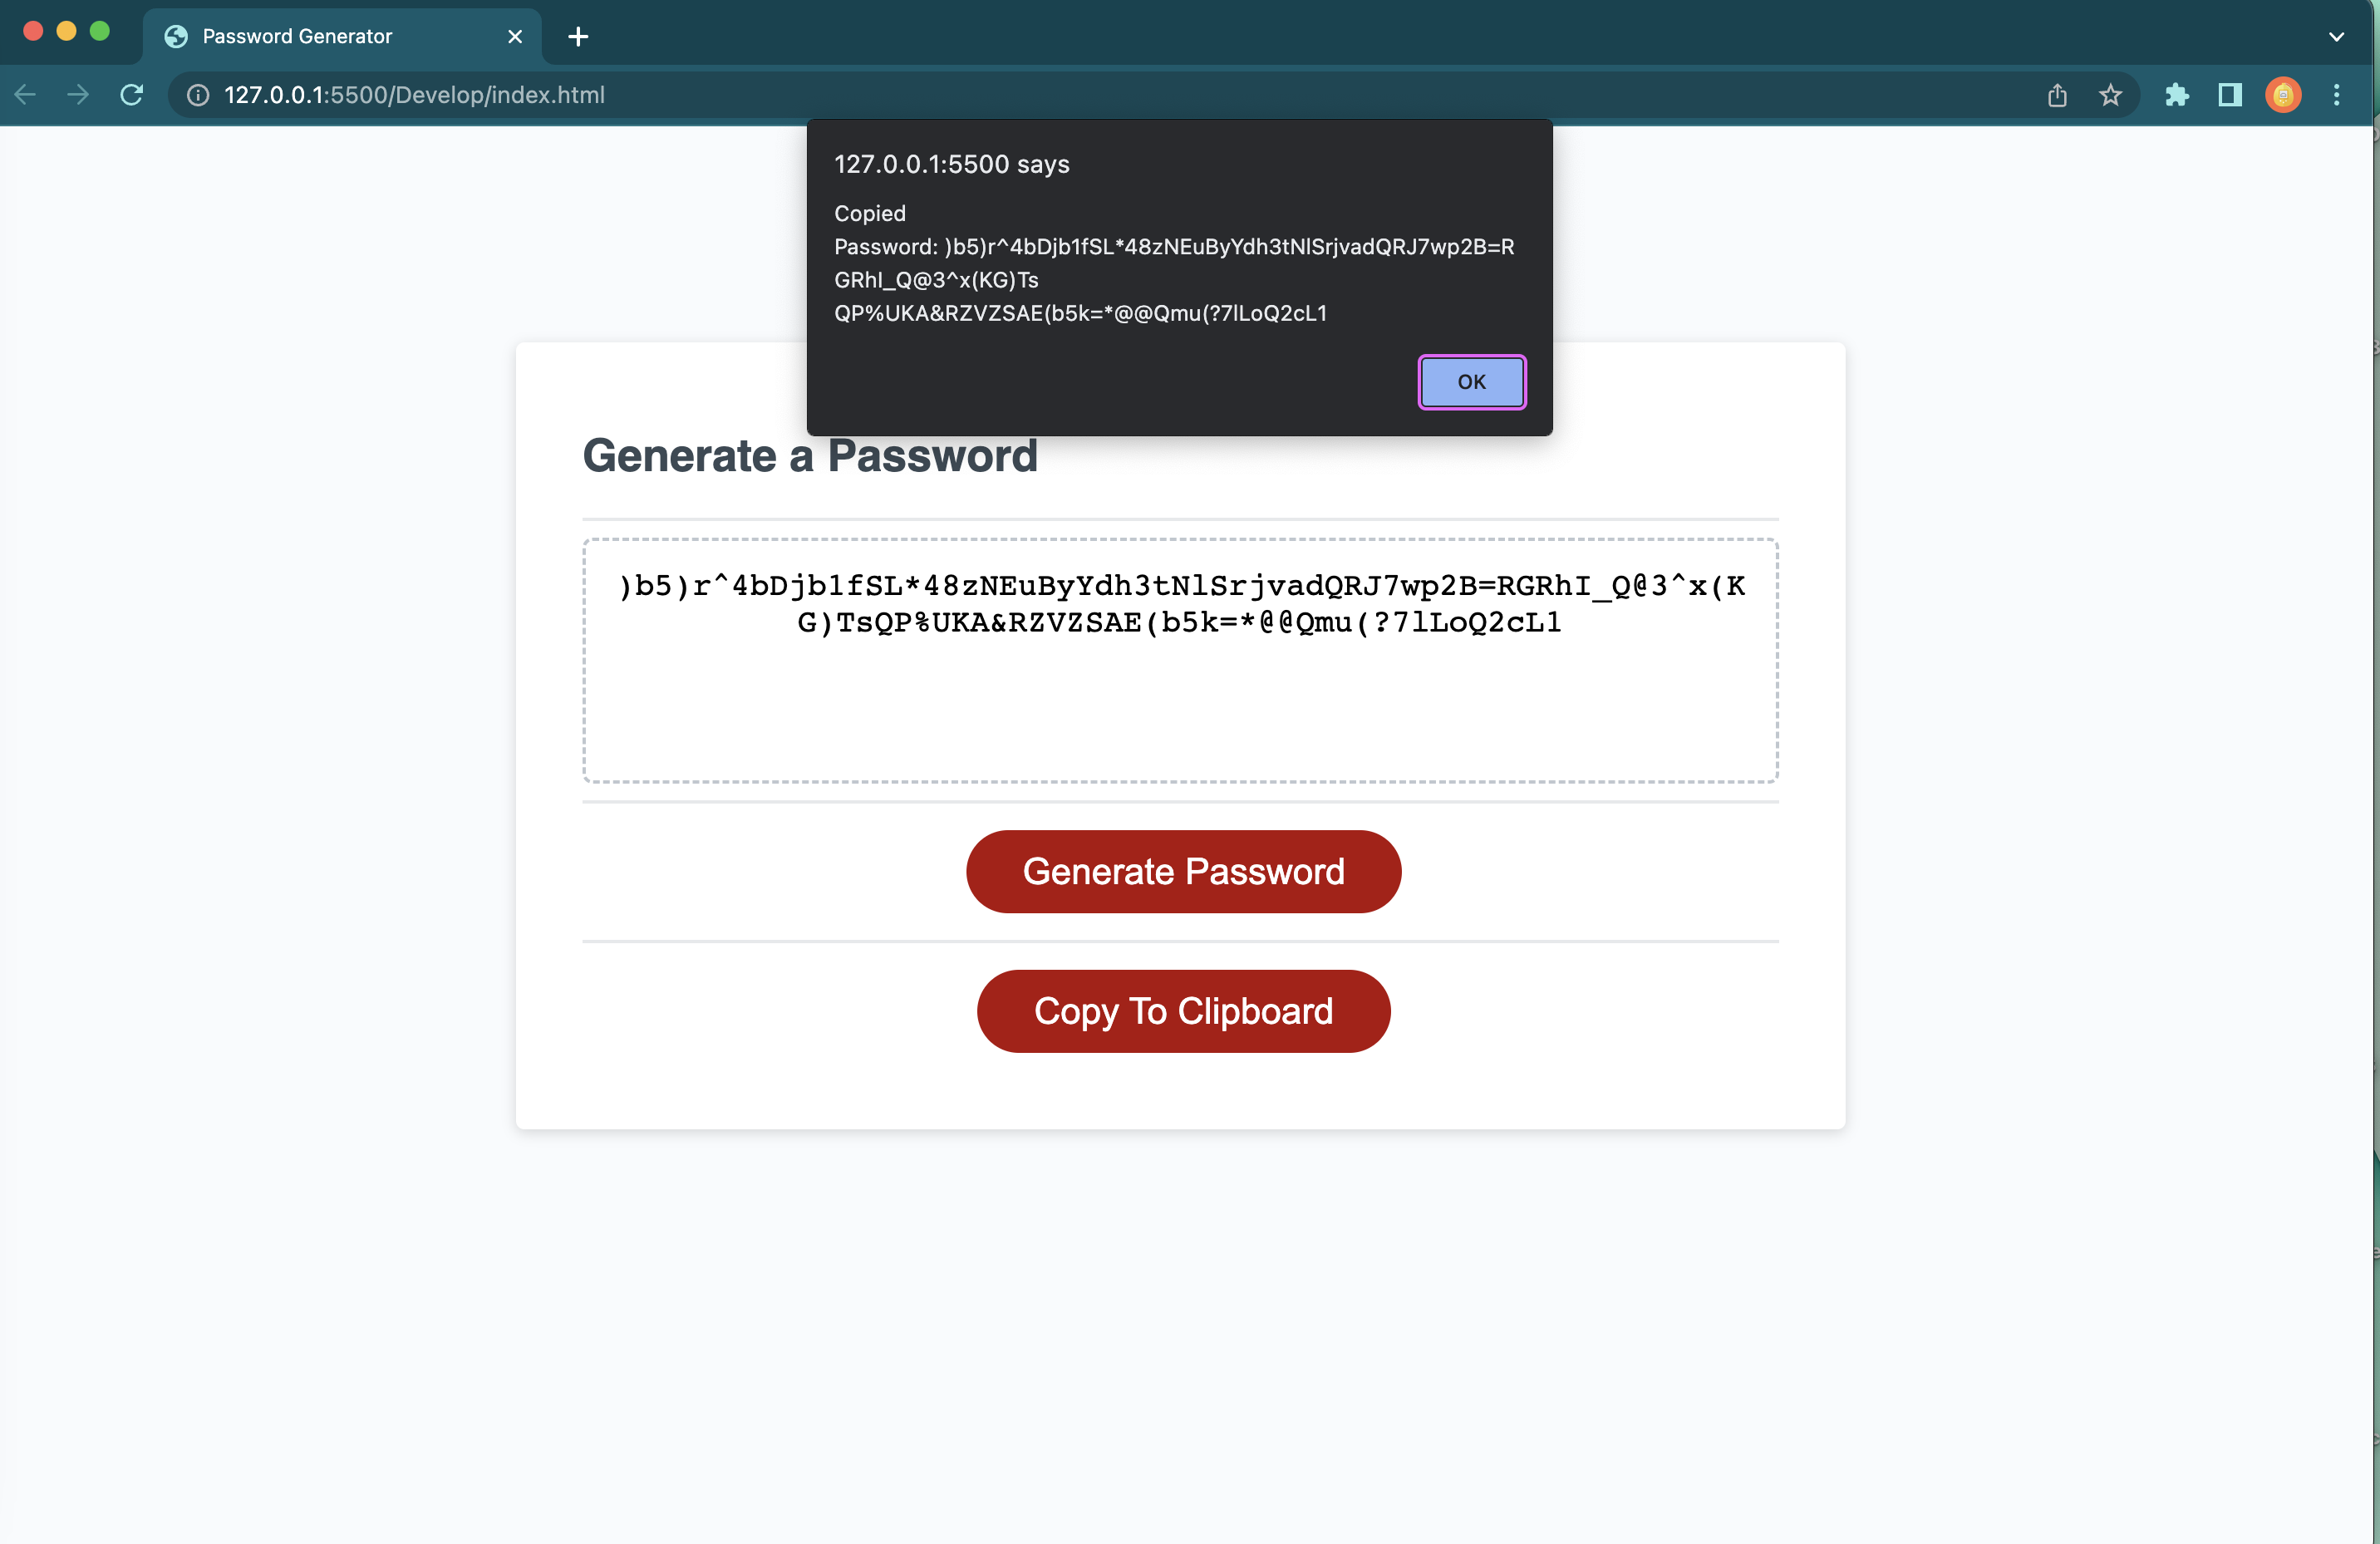 Password Generator
127.0.0.1:5500/Develop/index.html
127.0.0.1:5500 says
Copied
Password: )b5)r^4bDjb1fSL*48zNEuByYdh3tNlSrjvadQRJ7wp2B=R
GRhI_Q@3^x(KG)Ts
QP%UKA&RZVZSAE(b5k=*@@Qmu(?7lLoQ2cL1
OK
Generate a Password
)b5)r^4bDjb1fSL*48zNEuByYdh3tNlSrjvadQRJ7wp2B=RGRhI_Q@3^x(K
G)TsQP%UKA&RZVZSAE(b5k=*@@Qmu(?7lLoQ2cL1
Generate Password
Copy To Clipboard